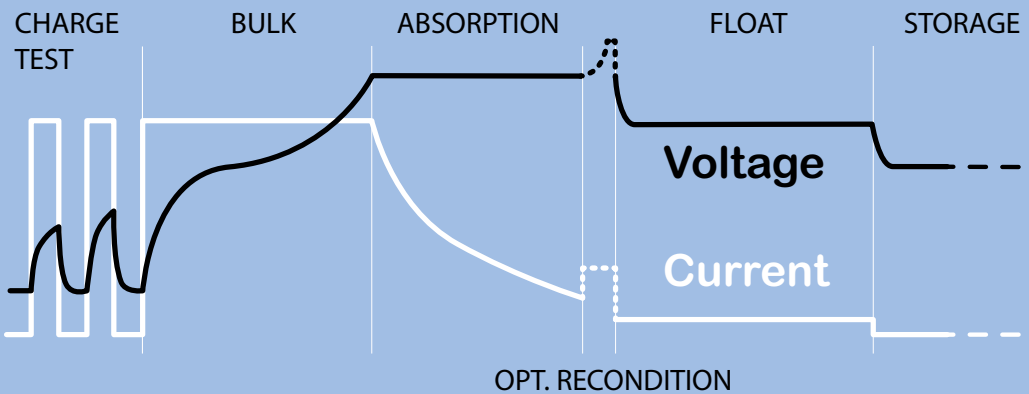 CHARGE
TEST
BULK
ABSORPTION
FLOAT
STORAGE
Voltage
Current
OPT. RECONDITION